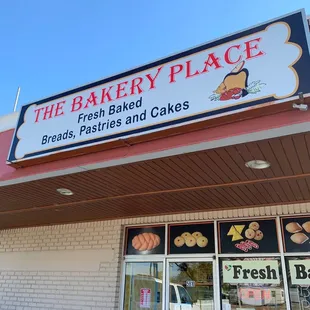 THE BAKERY PLACE
Fresh Baked
Breads, Pastries and Cakes
Fresh